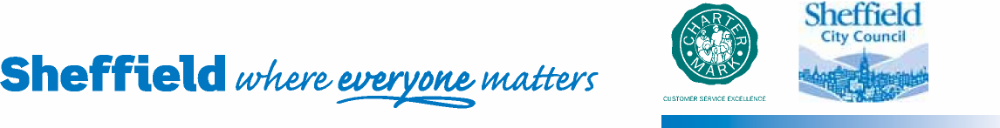 Sheffield where everyone matters
CHARTER
MARK
CUSTOMER SERVICE EXCELLENCE
Sheffield
City Council